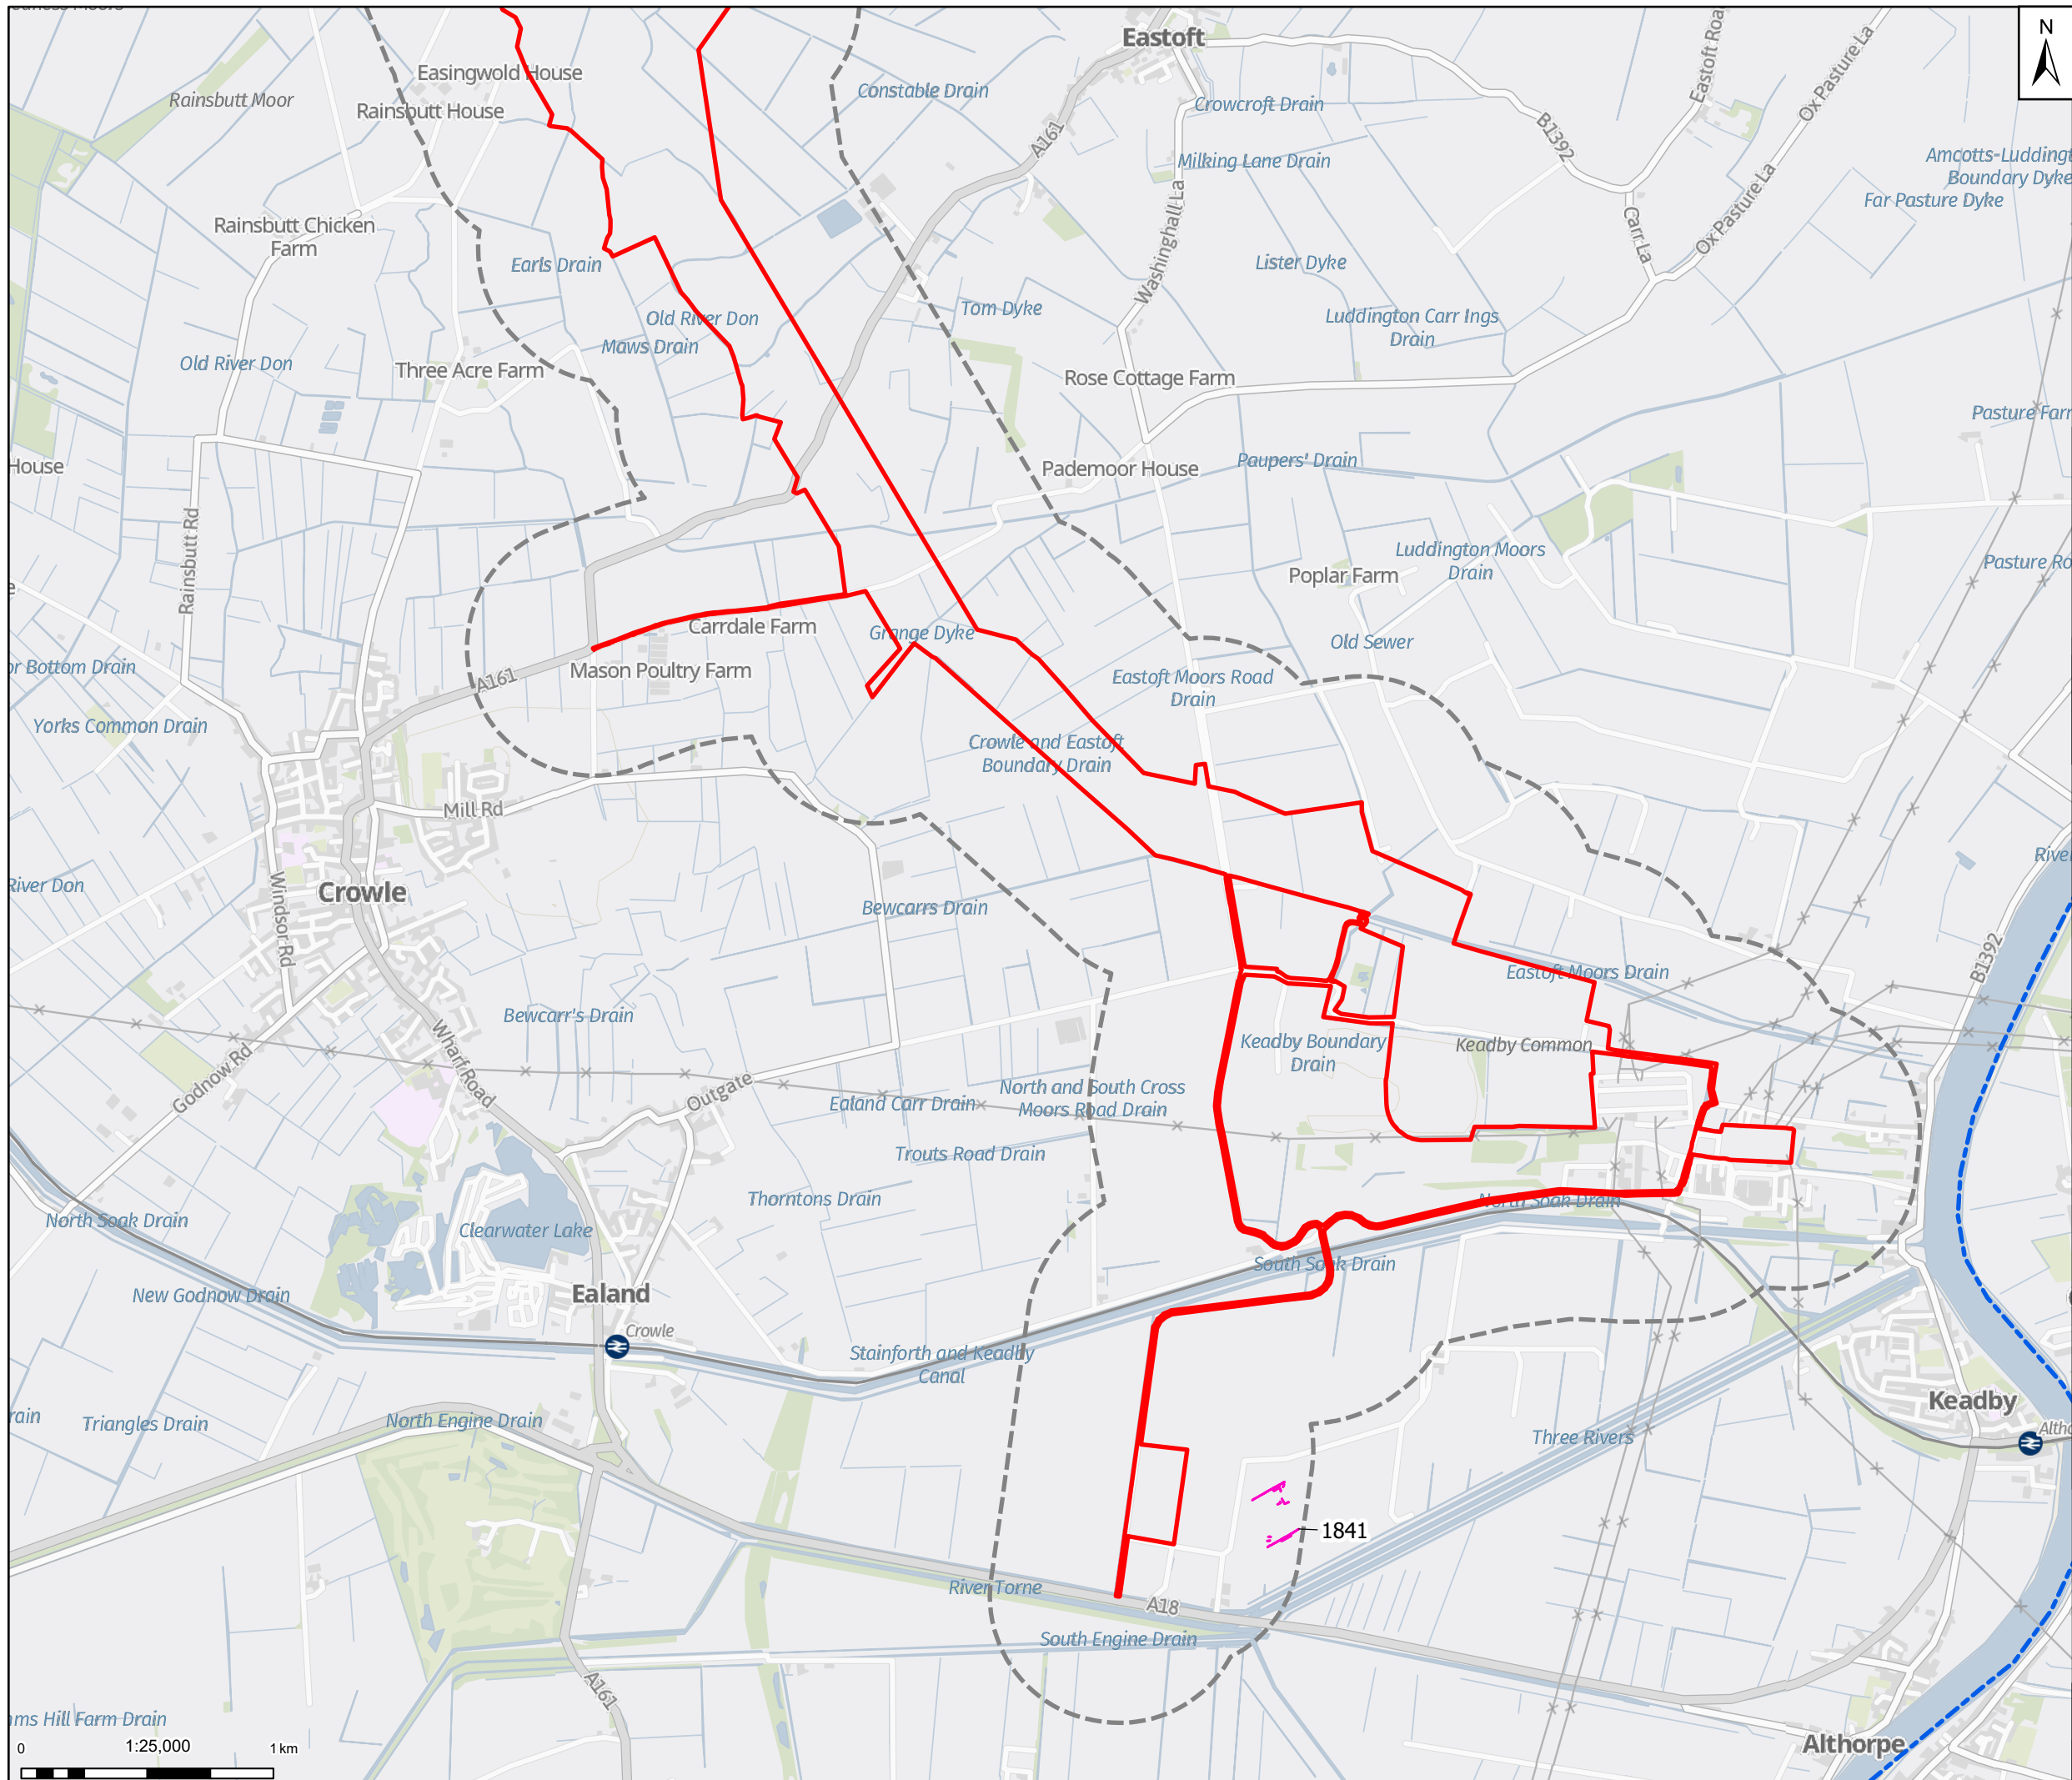 Eastoft
N
Easingwold House
Rainsbutt Moor
Rainsbutt House
Constable Drain
Crowcroft Drain
Eastoft Roa
Ox Pasture La
A161
B1392
Milking Lane Drain
Amcotts-Luddingt
Boundary Dyke
Far Pasture Dyke
Rainsbutt Chicken
Farm
Washinghall La
Carr La
Ox Pasture La
Earls Drain
Lister Dyke
Old River Don
Tom Dyke
Luddington Carr Ings
Drain
Maws Drain
Old River Don
Three Acre Farm
Rose Cottage Farm
Pasture Farm
House
Pademoor House
Paupers' Drain
Rainsbutt Rd
Luddington Moors
Drain
Poplar Farm
Pasture Ro
Carrdale Farm
Grange Dyke
Old Sewer
or Bottom Drain
A161
Mason Poultry Farm
Eastoft Moors Road
Drain
Yorks Common Drain
Crowle and Eastoft
Boundary Drain
Mill Rd
River
River Don
Windsor Rd
Crowle
Bewcarrs Drain
B1392
Eastoft Moors Drain
Bewcarr's Drain
Wharf Road
Godnow Rd
Outgate
Keadby Boundary
Drain
Keadby Common
North and South Cross
Moors Road Drain
Ealand Carr Drain
Trouts Road Drain
Thorntons Drain
North Soak Drain
North Soak Drain
Clearwater Lake
South Soak Drain
New Godnow Drain
Ealand
Crowle
Stainforth and Keadby
Canal
Keadby
Altho
rain
Triangles Drain
North Engine Drain
Three Rivers
1841
River Torne
A18
South Engine Drain
A161
ms Hill Farm Drain
Althorpe
0
1:25,000
1 km